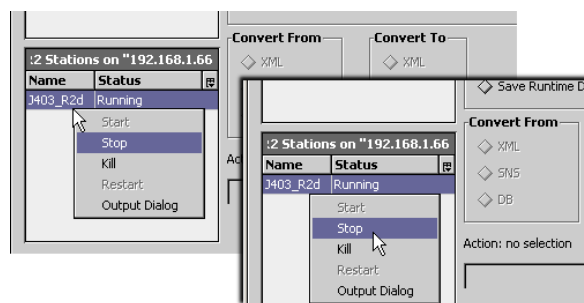 Convert From
Convert To
XML
XML
:2 Stations on "192.168.1.66
Name Status
J403_R2d Running
Start
Stop
Kill
Restart
Output Dialog
Save Runtime D
Convert From
XML
SNS
DB
:2 Stations on "192.168.1.66
Name Status
J403_R2d Running
Start
Stop
Kill
Restart
Output Dialog
Action: no selection